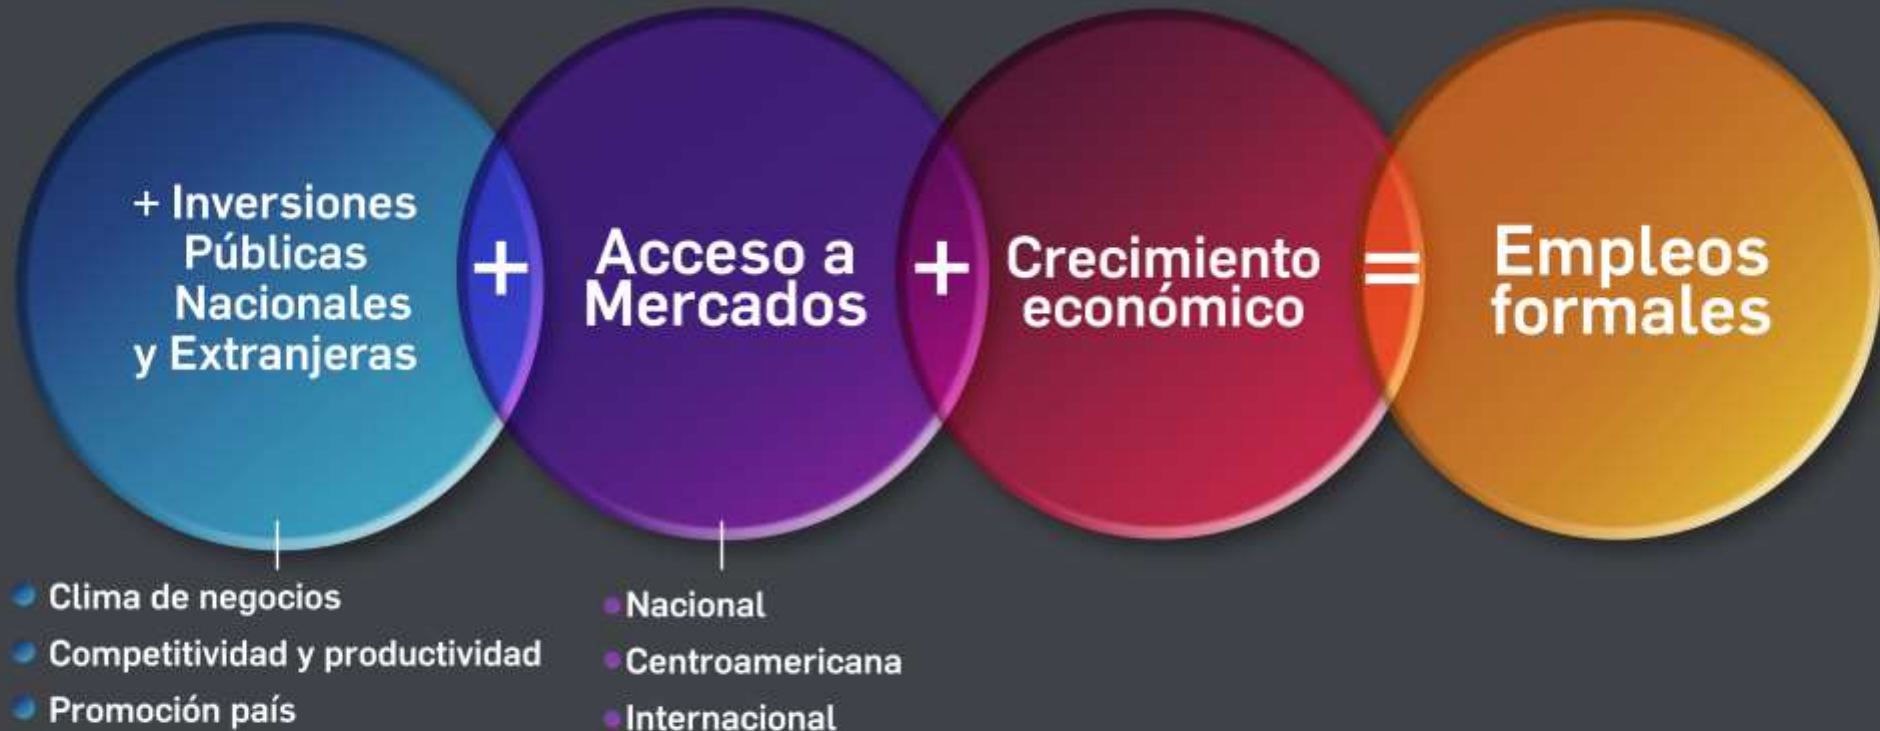 + Inversiones
Públicas
Nacionales
y Extranjeras
+
Acceso a
Mercados
+
Crecimiento
económico
=
Empleos
formales
Clima de negocios
Competitividad y productividad
Promoción país
Nacional
Centroamericana
Internacional